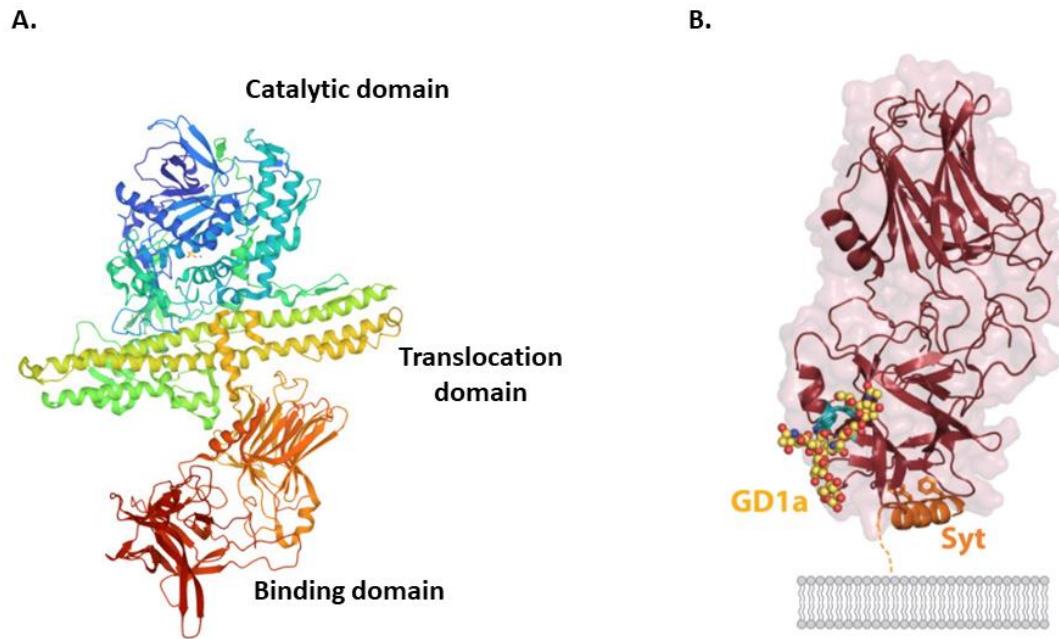 A.
B.
Catalytic domain
Translocation
domain
Binding domain
GD1a
Syt